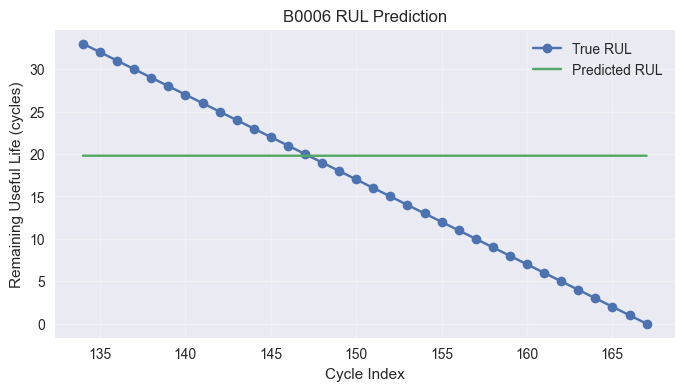 B0006 RUL Prediction
True RUL
Predicted RUL
Remaining Useful Life (cycles)
30
25
20
15
10
5
0
135
140
145
150
155
160
165
Cycle Index